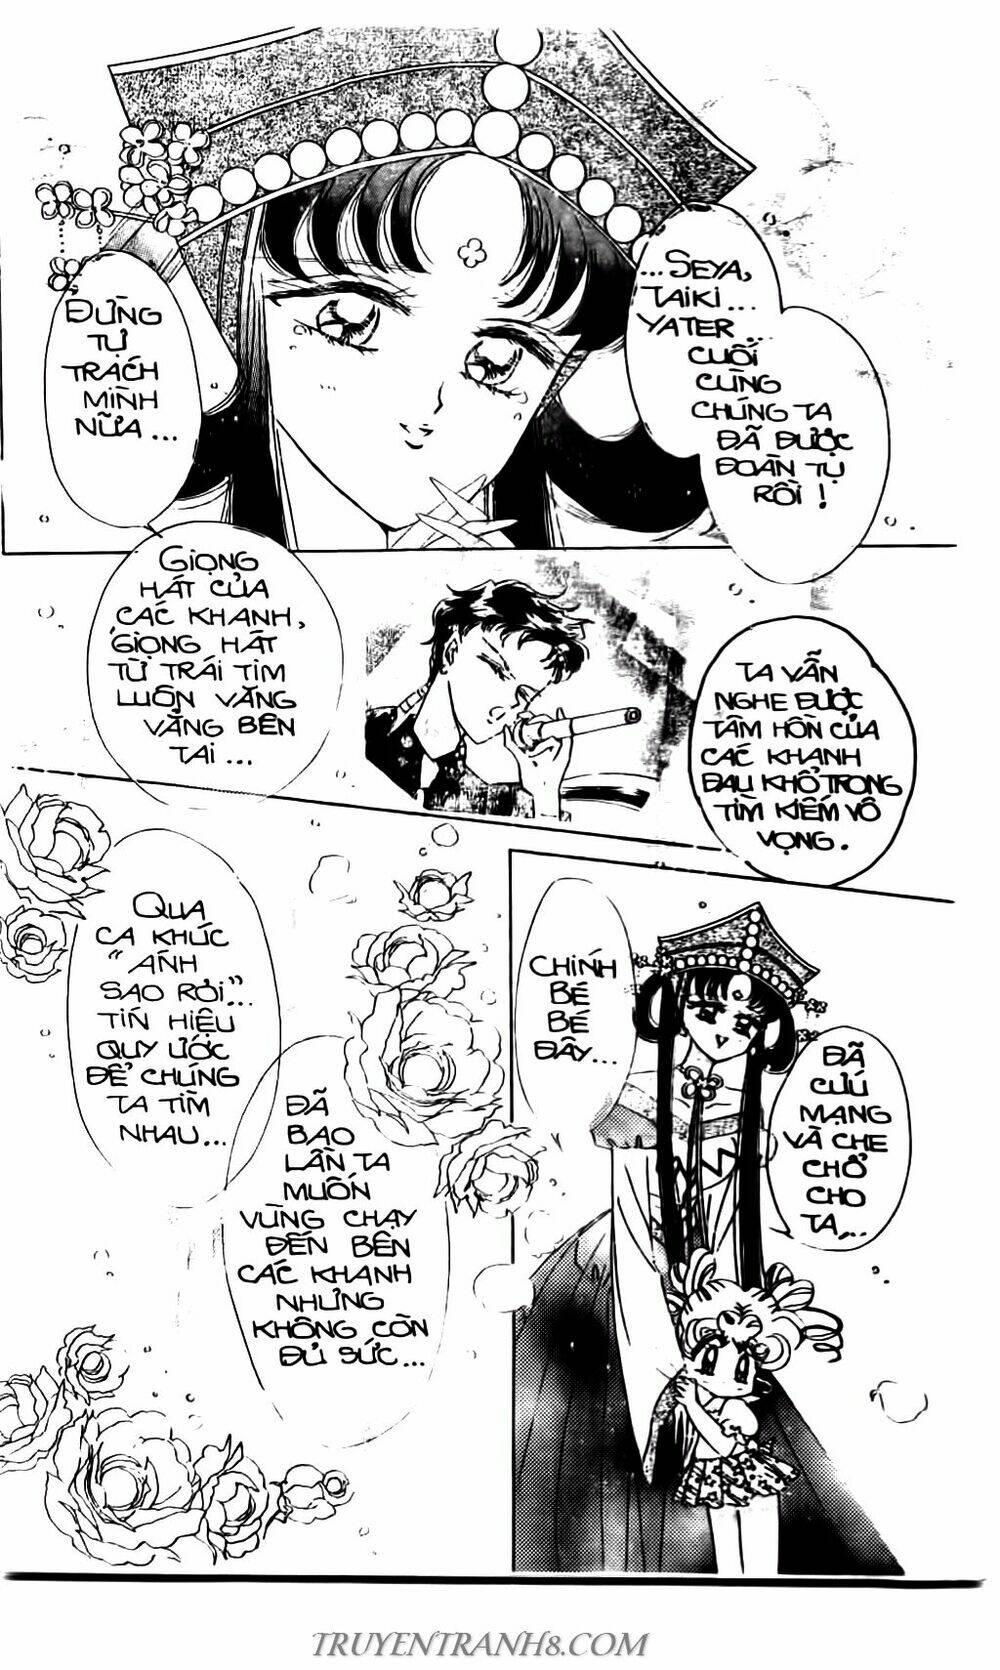 ...SEYA,
TAIKI...
YATER
CUỐI
CÙNG
CHÚNG TA
ĐÃ ĐƯỢC
ĐOÀN TỤ
RỒI !
ĐỪNG
TỰ
TRÁCH
MÌNH
NỮA...
GIỌNG
HÁT CỦA
CÁC KHANH,
GIỌNG HÁT
TỪ TRÁI TIM
LUÔN VĂNG
VẲNG BÊN
TAI ...
TA VẪN
NGHE ĐƯỢC
TÂM HỒN CỦA
CÁC KHANH
ĐAU KHỔ TRONG
TÌM KIẾM VÔ
VỌNG.
QUA
CA KHÚC
"ÁNH
SAO RƠI"...
TÍN HIỆU
QUY ƯỚC
ĐỂ CHÚNG
TA TÌM
NHAU...
ĐÃ
BAO
LẦN TA
MUỐN
VÙNG CHẠY
ĐẾN BÊN
CÁC KHANH
NHƯNG
KHÔNG CÒN
ĐỦ SỨC...
CHÍNH
BÉ
BÉ
ĐÂY...
ĐÃ
CỨU
MẠNG
VÀ CHE
CHỞ
CHO
TA...
TRUYENTRANH8.COM